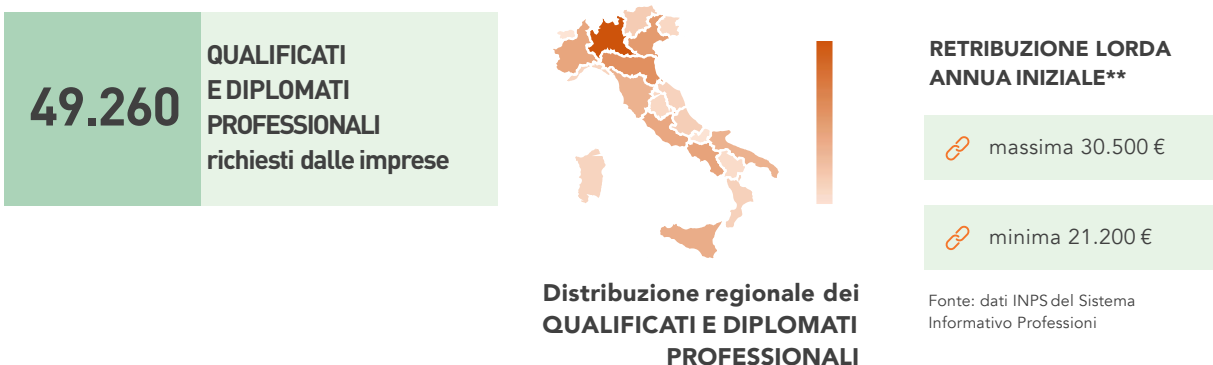 49.260
QUALIFICATI
E DIPLOMATI
PROFESSIONALI
richiesti dalle imprese
Distribuzione regionale dei
QUALIFICATI E DIPLOMATI
PROFESSIONALI
RETRIBUZIONE LORDA
ANNUA INIZIALE**
massima 30.500 €
minima 21.200 €
Fonte: dati INPS del Sistema
Informativo Professioni